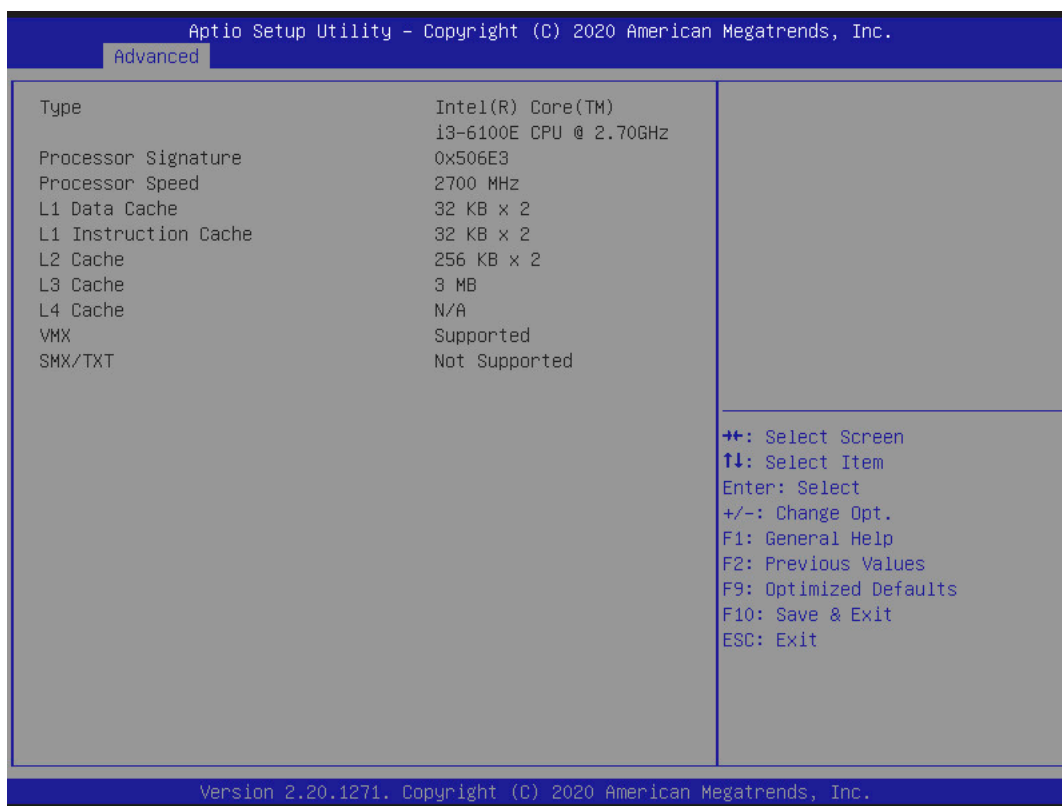 Aptio Setup Utility – Copyright (C) 2020 American Megatrends, Inc.
Advanced
Type Intel(R) Core(TM)
i3-6100E CPU @ 2.70GHz
Processor Signature 0x506E3
Processor Speed 2700 MHz
L1 Data Cache 32 KB x 2
L1 Instruction Cache 32 KB x 2
L2 Cache 256 KB x 2
L3 Cache 3 MB
L4 Cache N/A
VMX Supported
SMX/TXT Not Supported
→←: Select Screen
↑↓: Select Item
Enter: Select
+/-: Change Opt.
F1: General Help
F2: Previous Values
F9: Optimized Defaults
F10: Save & Exit
ESC: Exit
Version 2.20.1271. Copyright (C) 2020 American Megatrends, Inc.